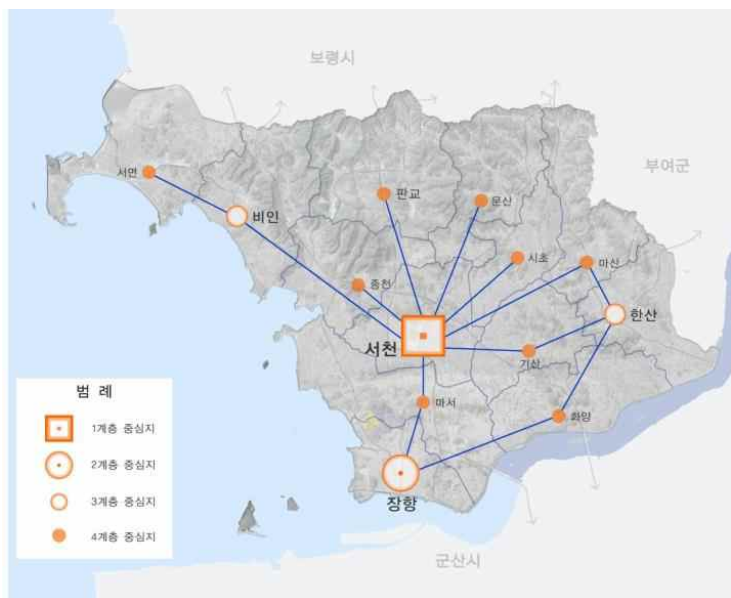 보령시
부여군
서면
비인
판교
문산
시초
마산
종천
한산
서천
기산
마서
화양
장항
군산시
범 례
1계층 중심지
2계층 중심지
3계층 중심지
4계층 중심지